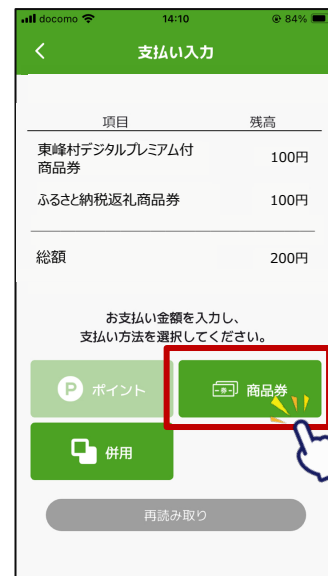 docomo 14:10 84%
支払い入力
項目 残高
東峰村デジタルプレミアム付
商品券 100円
ふるさと納税返礼商品券 100円
総額 200円
お支払い金額を入力し、
支払い方法を選択してください。
P ポイント 商品券
併用
再読み取り